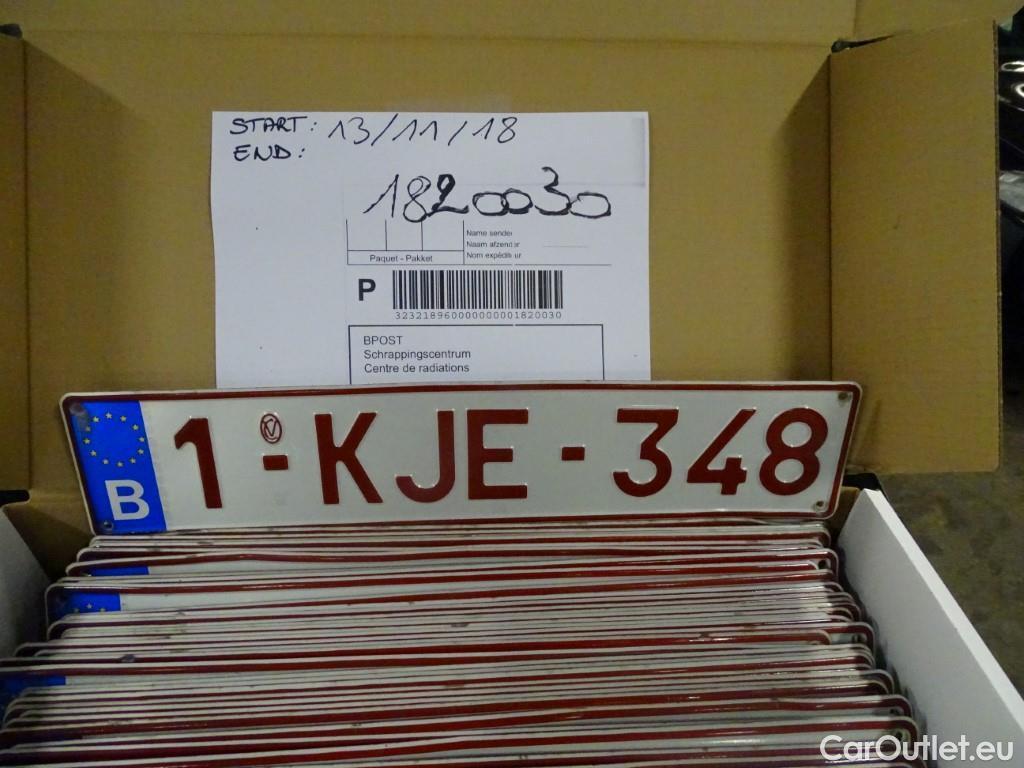 START: 13/11/18
END:
1820030
Name sender
Naam afzender
Nom expéditeur
Paquet - Pakket
P
323218960000000001820030
BPOST
Schrappingscentrum
Centre de radiations
B 1-KJE-348
CarOutlet.eu